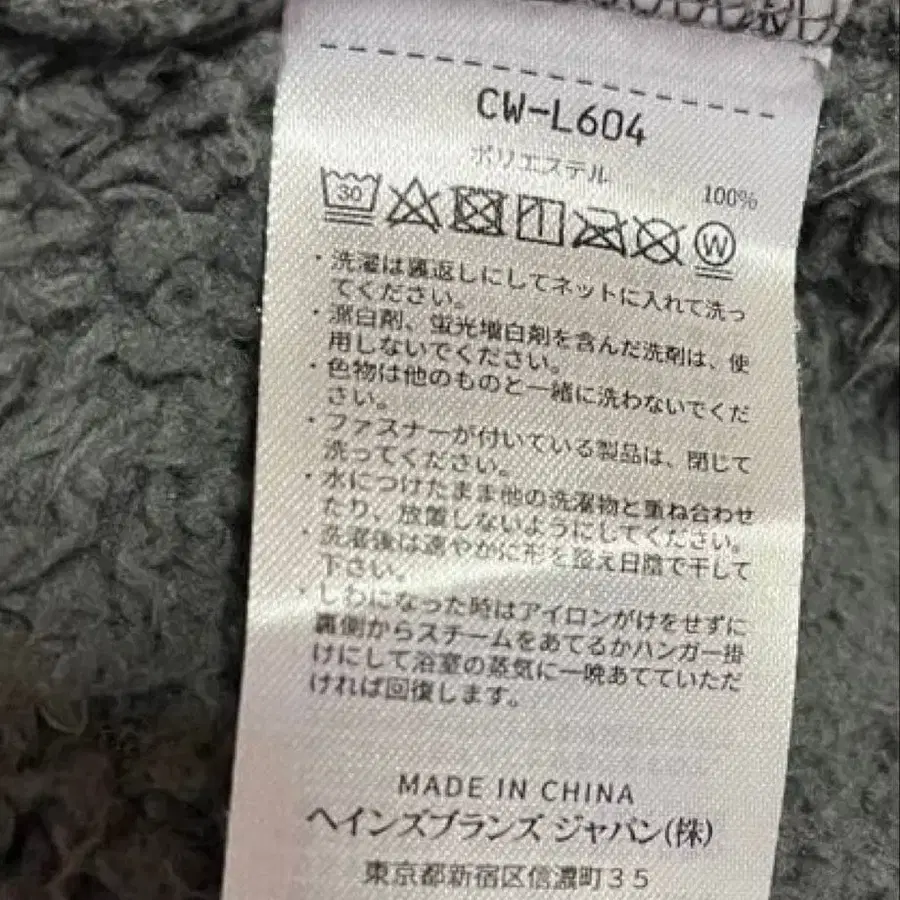 CW-L604
ポリエステル 100%
30
W
・洗濯は裏返しにしてネットに入れて洗っ
てください。
・漂白剤、蛍光増白剤を含んだ洗剤は、使
用しないでください。
・色物は他のものと一緒に洗わないでくだ
さい。
・ファスナーが付いている製品は、閉じて
洗ってください。
・水につけたまま他の洗濯物と重ね合わせ
たり、放置しないようにしてください。
・洗濯後は速やかに形を整え日陰で干して
下さい。
・しわになった時はアイロンがけをせずに
裏側からスチームをあてるかハンガー掛
けにして浴室の蒸気に一晩あてていただ
ければ回復します。
MADE IN CHINA
ヘインズブランズ ジャパン(株)
東京都新宿区信濃町35